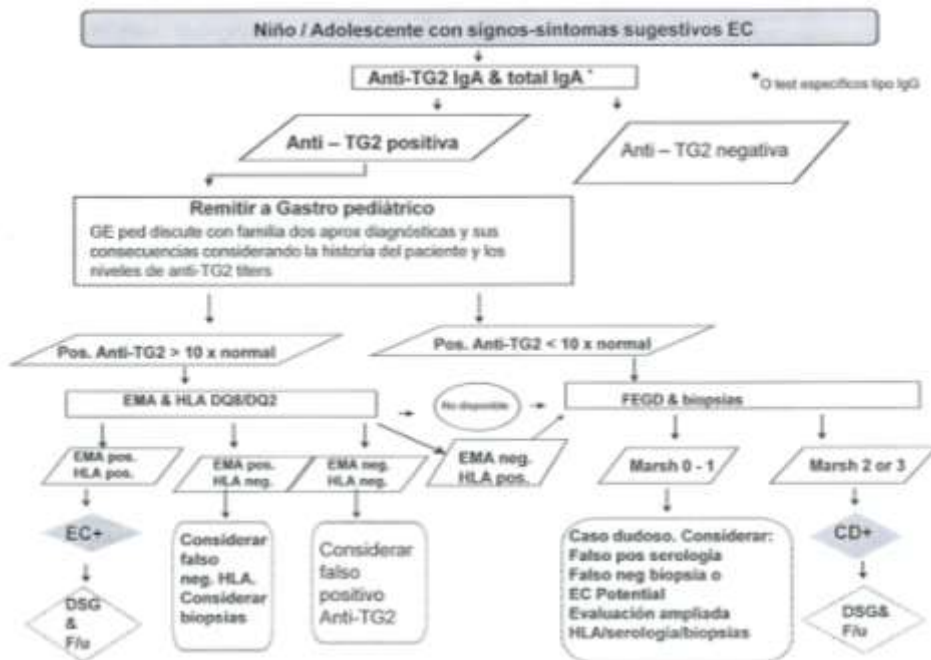 Niño / Adolescente con signos-síntomas sugestivos EC
Anti-TG2 IgA & total IgA *
*O test específicos tipo IgG
Anti – TG2 positiva
Anti – TG2 negativa
Remitir a Gastro pediátrico
GE ped discute con familia dos aprox diagnósticas y sus
consecuencias considerando la historia del paciente y los
niveles de anti-TG2 titers
Pos. Anti-TG2 > 10 x normal
Pos. Anti-TG2 < 10 x normal
EMA & HLA DQ8/DQ2
No disponible
FEGD & biopsias
EMA pos.
HLA pos.
EMA pos.
HLA neg.
EMA neg.
HLA neg.
EMA neg.
HLA pos.
Marsh 0 - 1
Marsh 2 or 3
EC+
Considerar
falso
neg. HLA.
Considerar
biopsias
Considerar
falso
positivo
Anti-TG2
Caso dudoso. Considerar:
Falso pos serología
Falso neg biopsia o
EC Potential
Evaluación ampliada
HLA/serología/biopsias
CD+
DSG
&
F/u
DSG&
F/u